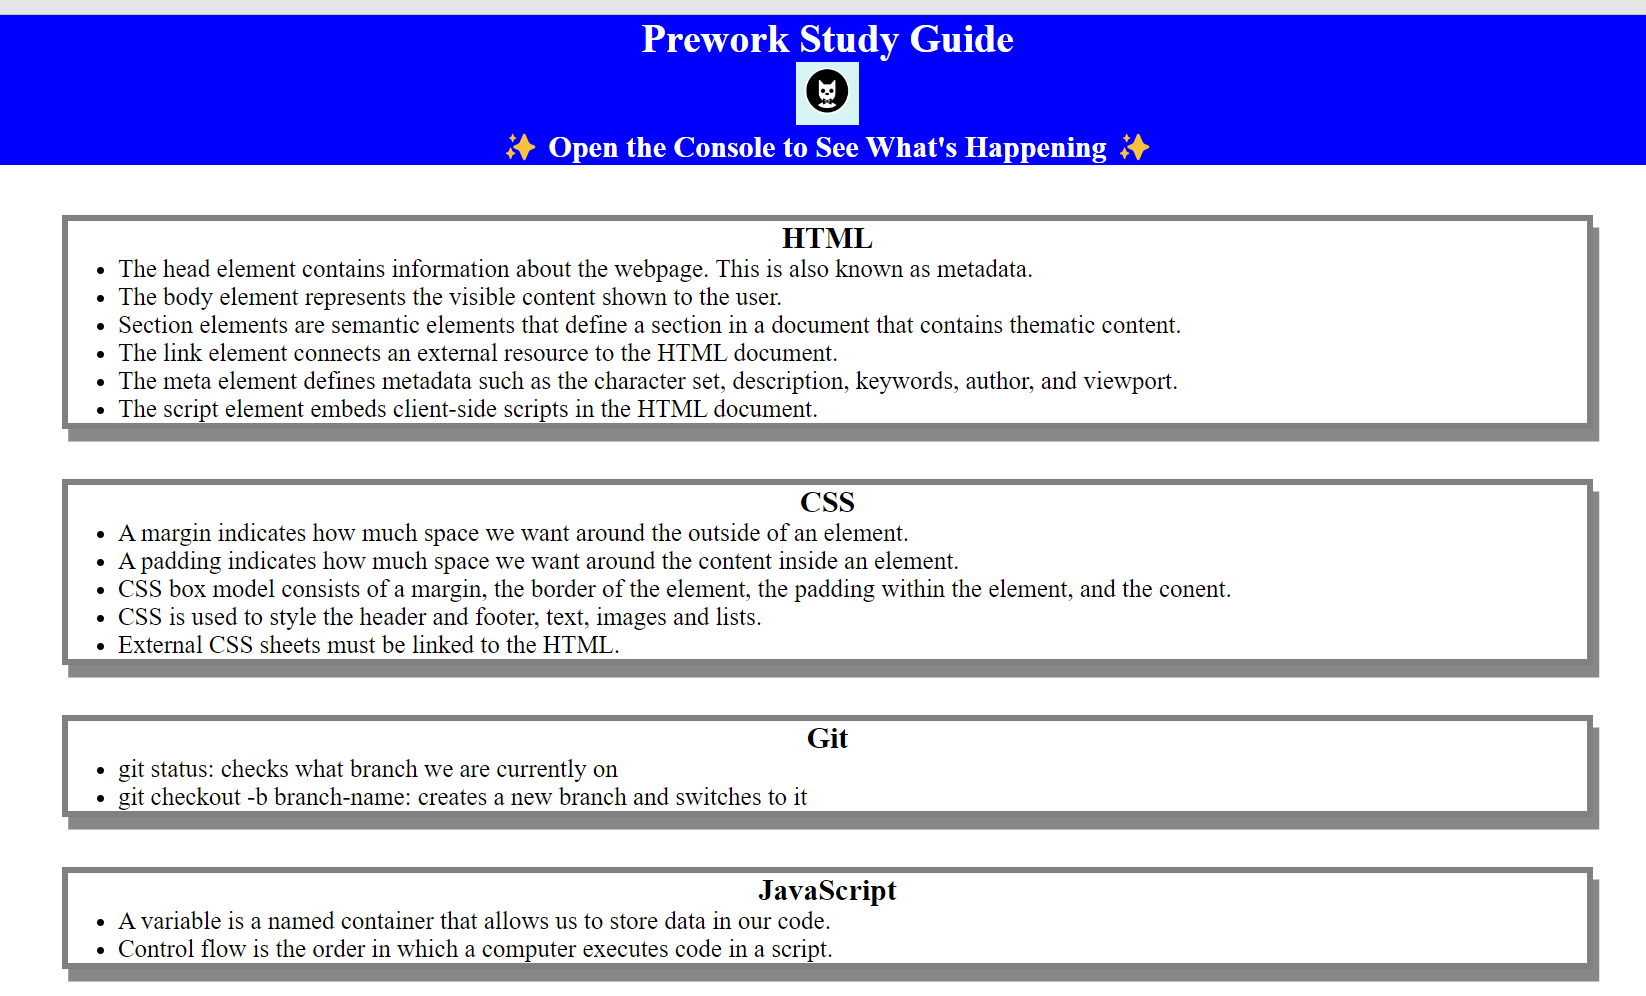 Prework Study Guide
✨ Open the Console to See What's Happening ✨
HTML
• The head element contains information about the webpage. This is also known as metadata.
• The body element represents the visible content shown to the user.
• Section elements are semantic elements that define a section in a document that contains thematic content.
• The link element connects an external resource to the HTML document.
• The meta element defines metadata such as the character set, description, keywords, author, and viewport.
• The script element embeds client-side scripts in the HTML document.
CSS
• A margin indicates how much space we want around the outside of an element.
• A padding indicates how much space we want around the content inside an element.
• CSS box model consists of a margin, the border of the element, the padding within the element, and the conent.
• CSS is used to style the header and footer, text, images and lists.
• External CSS sheets must be linked to the HTML.
Git
• git status: checks what branch we are currently on
• git checkout -b branch-name: creates a new branch and switches to it
JavaScript
• A variable is a named container that allows us to store data in our code.
• Control flow is the order in which a computer executes code in a script.